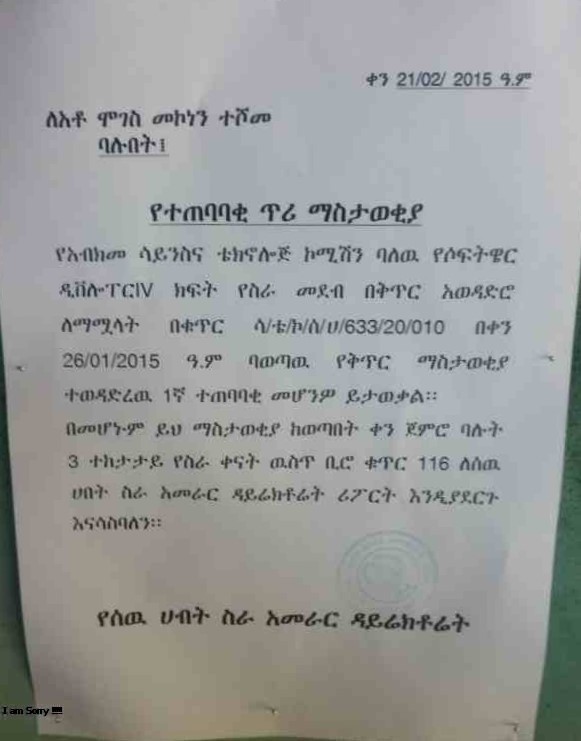 ቀን 21/02/ 2015 ዓ.ም
ለአቶ ሞገስ መኮነን ተሾመ
ባሉበት፤
የተጠባባቂ ጥሪ ማስታወቂያ
የአብክመ ሳይንስና ቴክኖሎጅ ኮሚሽን ባለዉ የሶፍትዌር
ዲቨሎፐርIV ክፍት የስራ መደብ በቅጥር አወዳድሮ
ለማሟላት በቁጥር ሳ/ቴ/ኮ/ሰ/ሀ/633/20/010 በቀን
26/01/2015 ዓ.ም ባወጣዉ የቅጥር ማስታወቂያ
ተወዳድረዉ 1ኛ ተጠባባቂ መሆንዎ ይታወቃል።
በመሆኑም ይህ ማስታወቂያ ከወጣበት ቀን ጀምሮ ባሉት
3 ተከታታይ የስራ ቀናት ዉስጥ ቢሮ ቁጥር 116 ለሰዉ
ሀበት ስራ አመራር ዳይሬክቶሬት ሪፖርት እንዲያደርጉ
እናሳስባለን።
የሰዉ ሀብት ስራ አመራር ዳይሬክቶሬት
I am Sorry